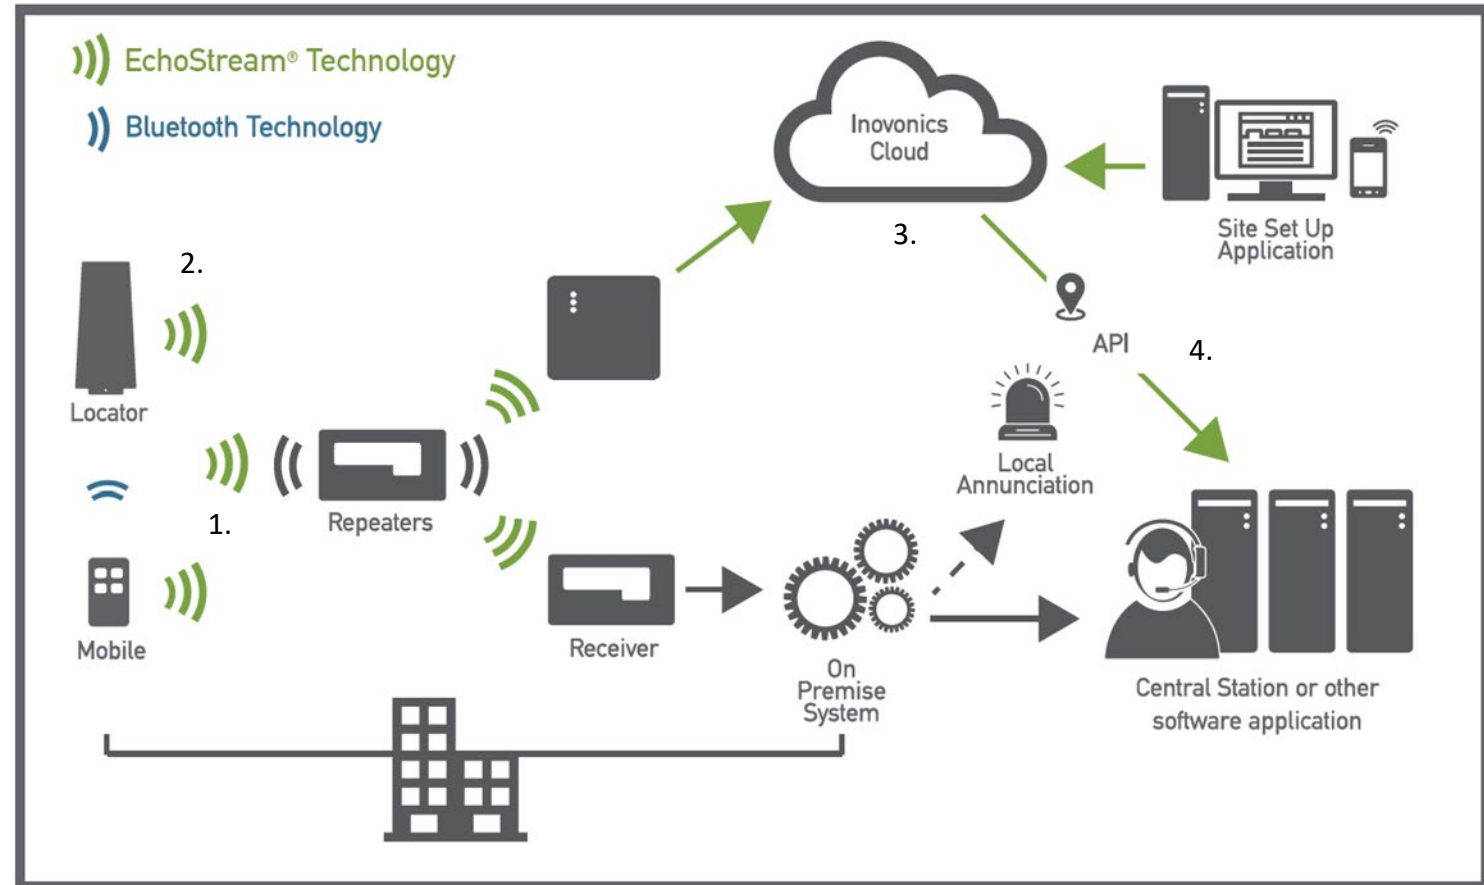 EchoStream® Technology
Bluetooth Technology
Inovonics
Cloud
Site Set Up
Application
3.
2.
API
4.
Locator
Local
Annunciation
Repeaters
1.
Mobile
Receiver
On
Premise
System
Central Station or other
software application